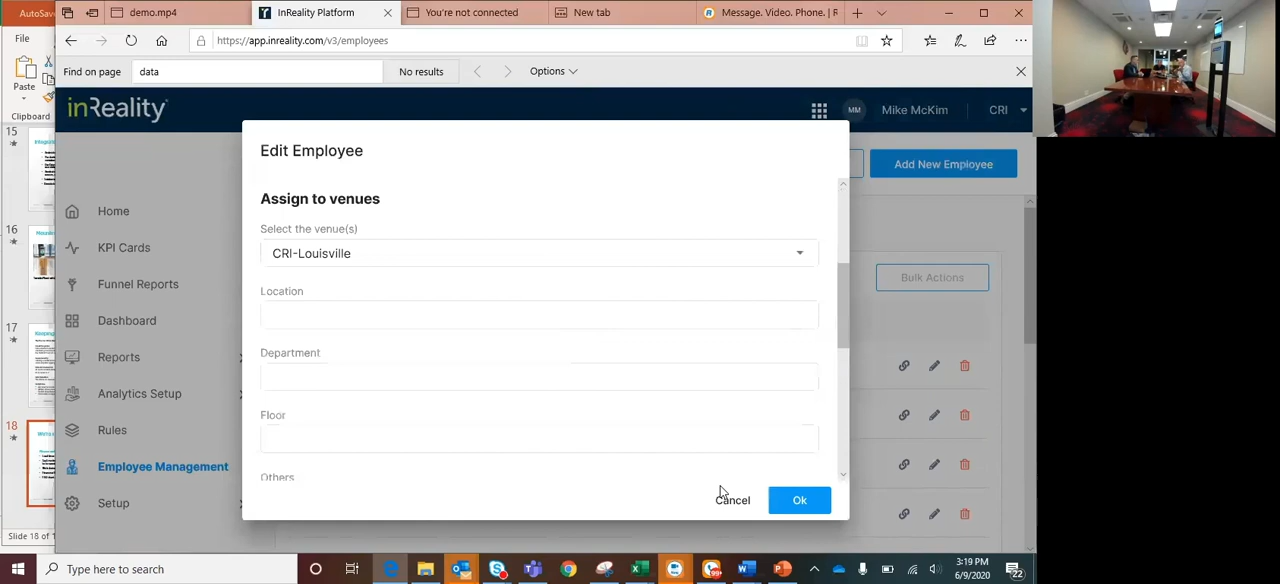 AutoSav
demo.mp4
InReality Platform
You're not connected
New tab
Message. Video. Phone. | R
File
https://app.inreality.com/v3/employees
Find on page
data
No results
Options
Paste
Clipboard
inReality
MM
Mike McKim
CRI
15
16
17
18
Home
KPI Cards
Funnel Reports
Dashboard
Reports
Analytics Setup
Rules
Employee Management
Setup
Add New Employee
Bulk Actions
Edit Employee
Assign to venues
Select the venue(s)
CRI-Louisville
Location
Department
Floor
Others
Cancel
Ok
Slide 18 of 1
Type here to search
99+
3:19 PM
6/9/2020
22